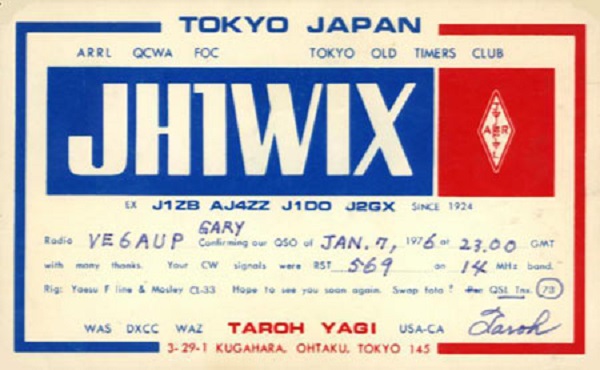 TOKYO JAPAN
ARRL QCWA FOC TOKYO OLD TIMERS CLUB
JH1WIX
ARRL
EX J1ZB AJ4ZZ J1DO J2GX SINCE 1924
GARY
Radio VE6AUP Confirming our QSO of JAN. 7, 1976 at 23.00 GMT
with many thanks. Your CW signals were RST 569 on 14 MHz band.
Rig: Yaesu F line & Mosley CL-33 Hope to see you soon again. Swap foto? QSL Tnx. 73
WAS DXCC WAZ TAROH YAGI USA-CA Taroh
3-29-1 KUGAHARA, OHTAKU, TOKYO 145